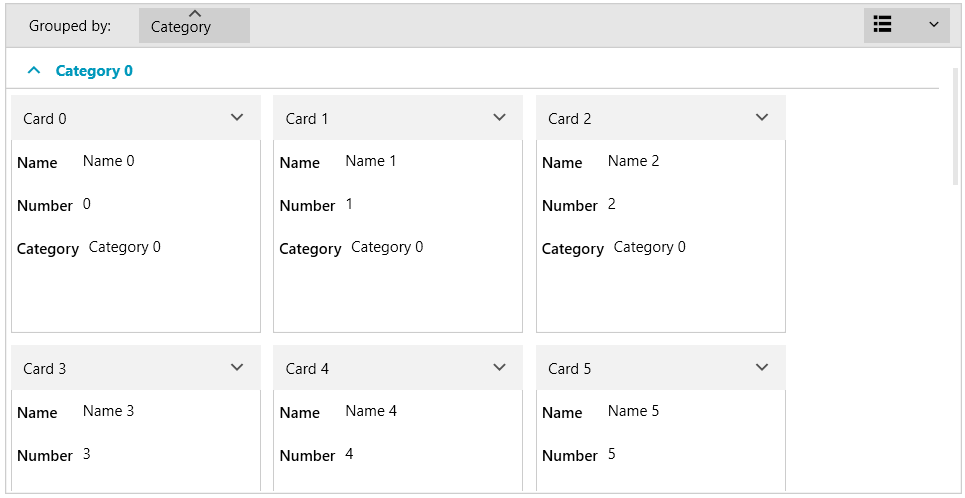 Grouped by: Category
Category 0
Card 0 Card 1 Card 2
Name Name 0 Name Name 1 Name Name 2
Number 0 Number 1 Number 2
Category Category 0 Category Category 0 Category Category 0
Card 3 Card 4 Card 5
Name Name 3 Name Name 4 Name Name 5
Number 3 Number 4 Number 5